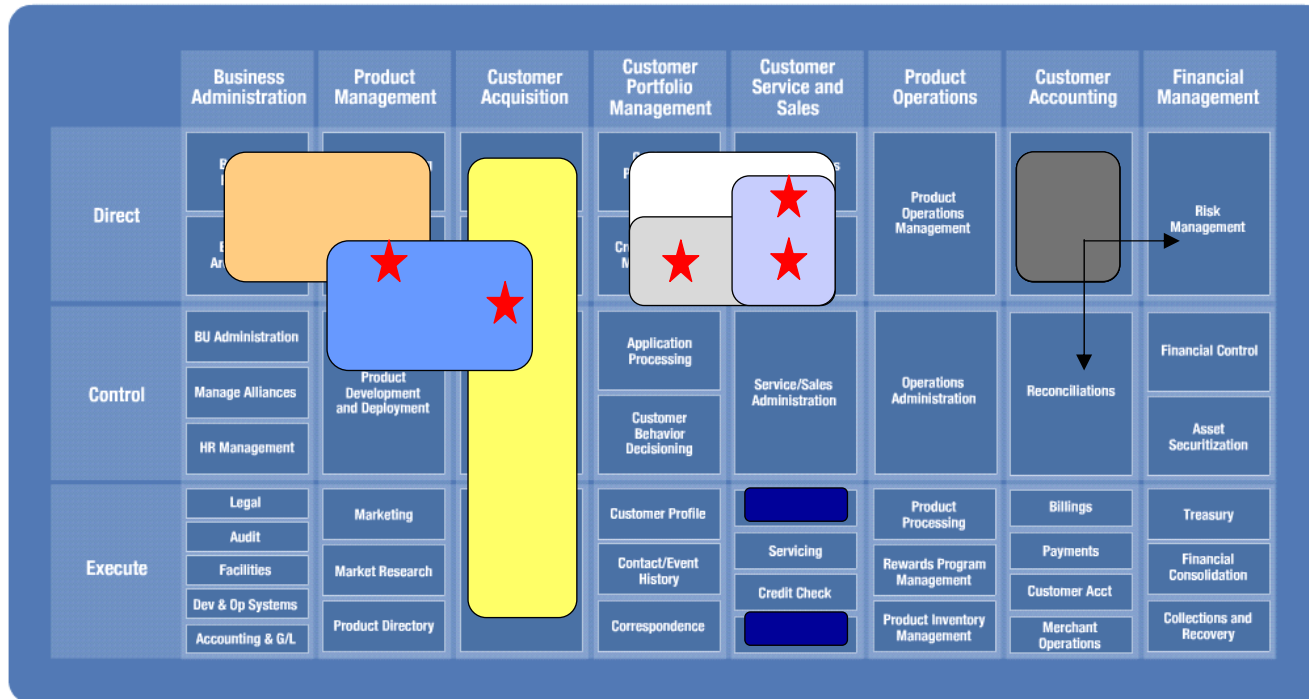 Business
Administration
Product
Management
Customer
Acquisition
Customer
Portfolio
Management
Customer
Service and
Sales
Product
Operations
Customer
Accounting
Financial
Management
Direct
Product
Operations
Management
Risk
Management
Control
BU Administration
Manage Alliances
HR Management
Product
Development
and Deployment
Application
Processing
Customer
Behavior
Decisioning
Service/Sales
Administration
Operations
Administration
Reconciliations
Financial Control
Asset
Securitization
Execute
Legal
Audit
Facilities
Dev & Op Systems
Accounting & G/L
Marketing
Market Research
Product Directory
Customer Profile
Contact/Event
History
Correspondence
Servicing
Credit Check
Product
Processing
Rewards Program
Management
Product Inventory
Management
Billings
Payments
Customer Acct
Merchant
Operations
Treasury
Financial
Consolidation
Collections and
Recovery